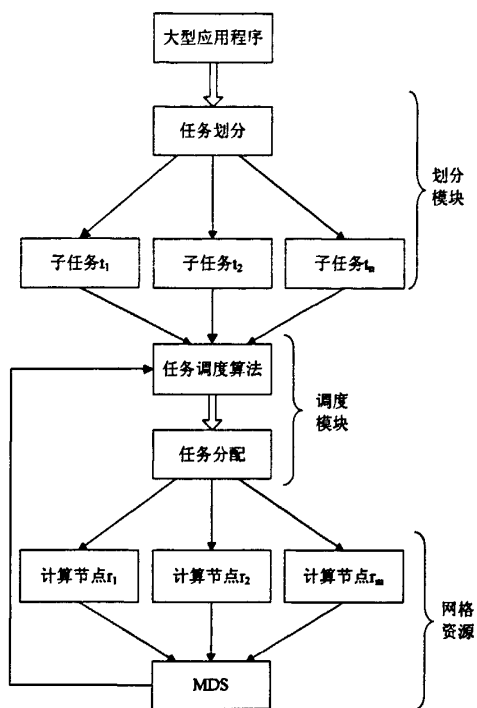 大型应用程序
任务划分
划分
模块
子任务t₁
子任务t₂
子任务tₙ
任务调度算法
调度
模块
任务分配
计算节点r₁
计算节点r₂
计算节点rₘ
网格
资源
MDS